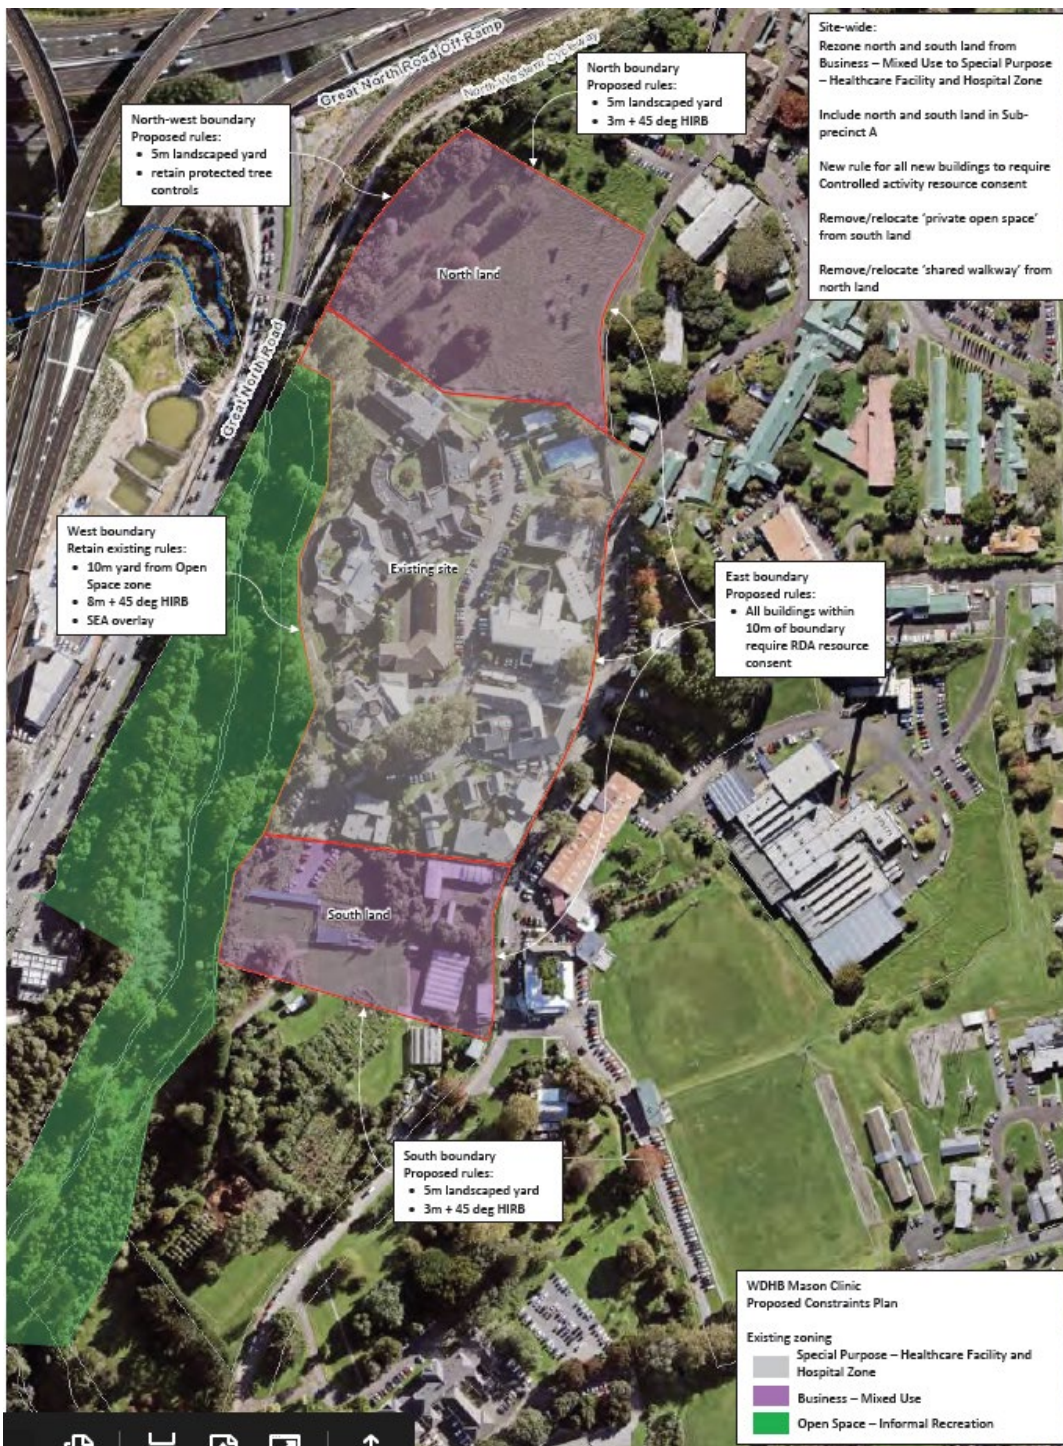 Great North Road Off Ramp
North-Western Cycleway
Site-wide:
Rezone north and south land from
Business – Mixed Use to Special Purpose
– Healthcare Facility and Hospital Zone
Include north and south land in Sub-
precinct A
New rule for all new buildings to require
Controlled activity resource consent
Remove/relocate ‘private open space’
from south land
Remove/relocate ‘shared walkway’ from
north land
North boundary
Proposed rules:
• 5m landscaped yard
• 3m + 45 deg HIRB
North-west boundary
Proposed rules:
• 5m landscaped yard
• retain protected tree
controls
North land
Great North Road
West boundary
Retain existing rules:
• 10m yard from Open
Space zone
• 8m + 45 deg HIRB
• SEA overlay
Existing site
East boundary
Proposed rules:
• All buildings within
10m of boundary
require RDA resource
consent
South land
South boundary
Proposed rules:
• 5m landscaped yard
• 3m + 45 deg HIRB
WDHB Mason Clinic
Proposed Constraints Plan
Existing zoning
Special Purpose – Healthcare Facility and
Hospital Zone
Business – Mixed Use
Open Space – Informal Recreation